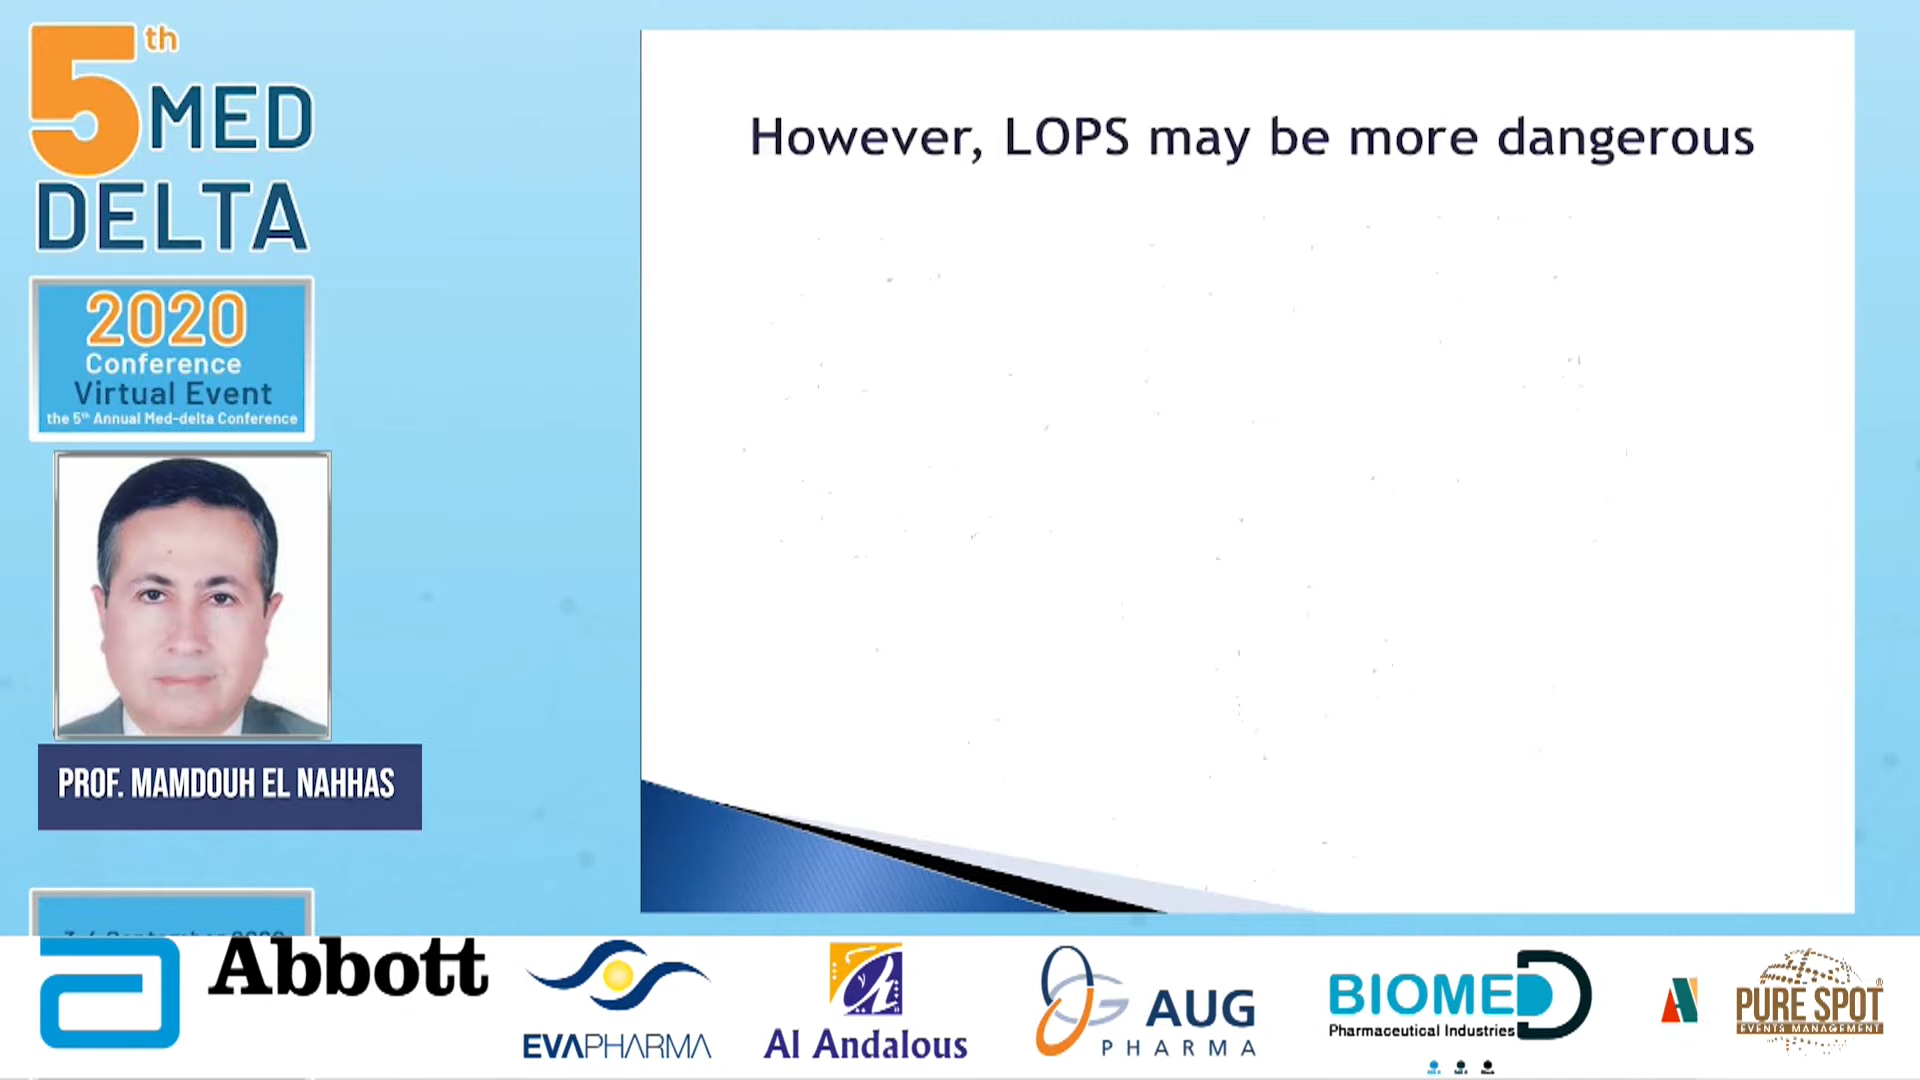 5th
MED
DELTA
2020
Conference
Virtual Event
the 5th Annual Med-delta Conference
PROF. MAMDOUH EL NAHHAS
However, LOPS may be more dangerous
Abbott
EVAPHARMA
Al Andalous
AUG
PHARMA
BIOMED
Pharmaceutical Industries
PURE SPOT®
EVENTS MANAGEMENT